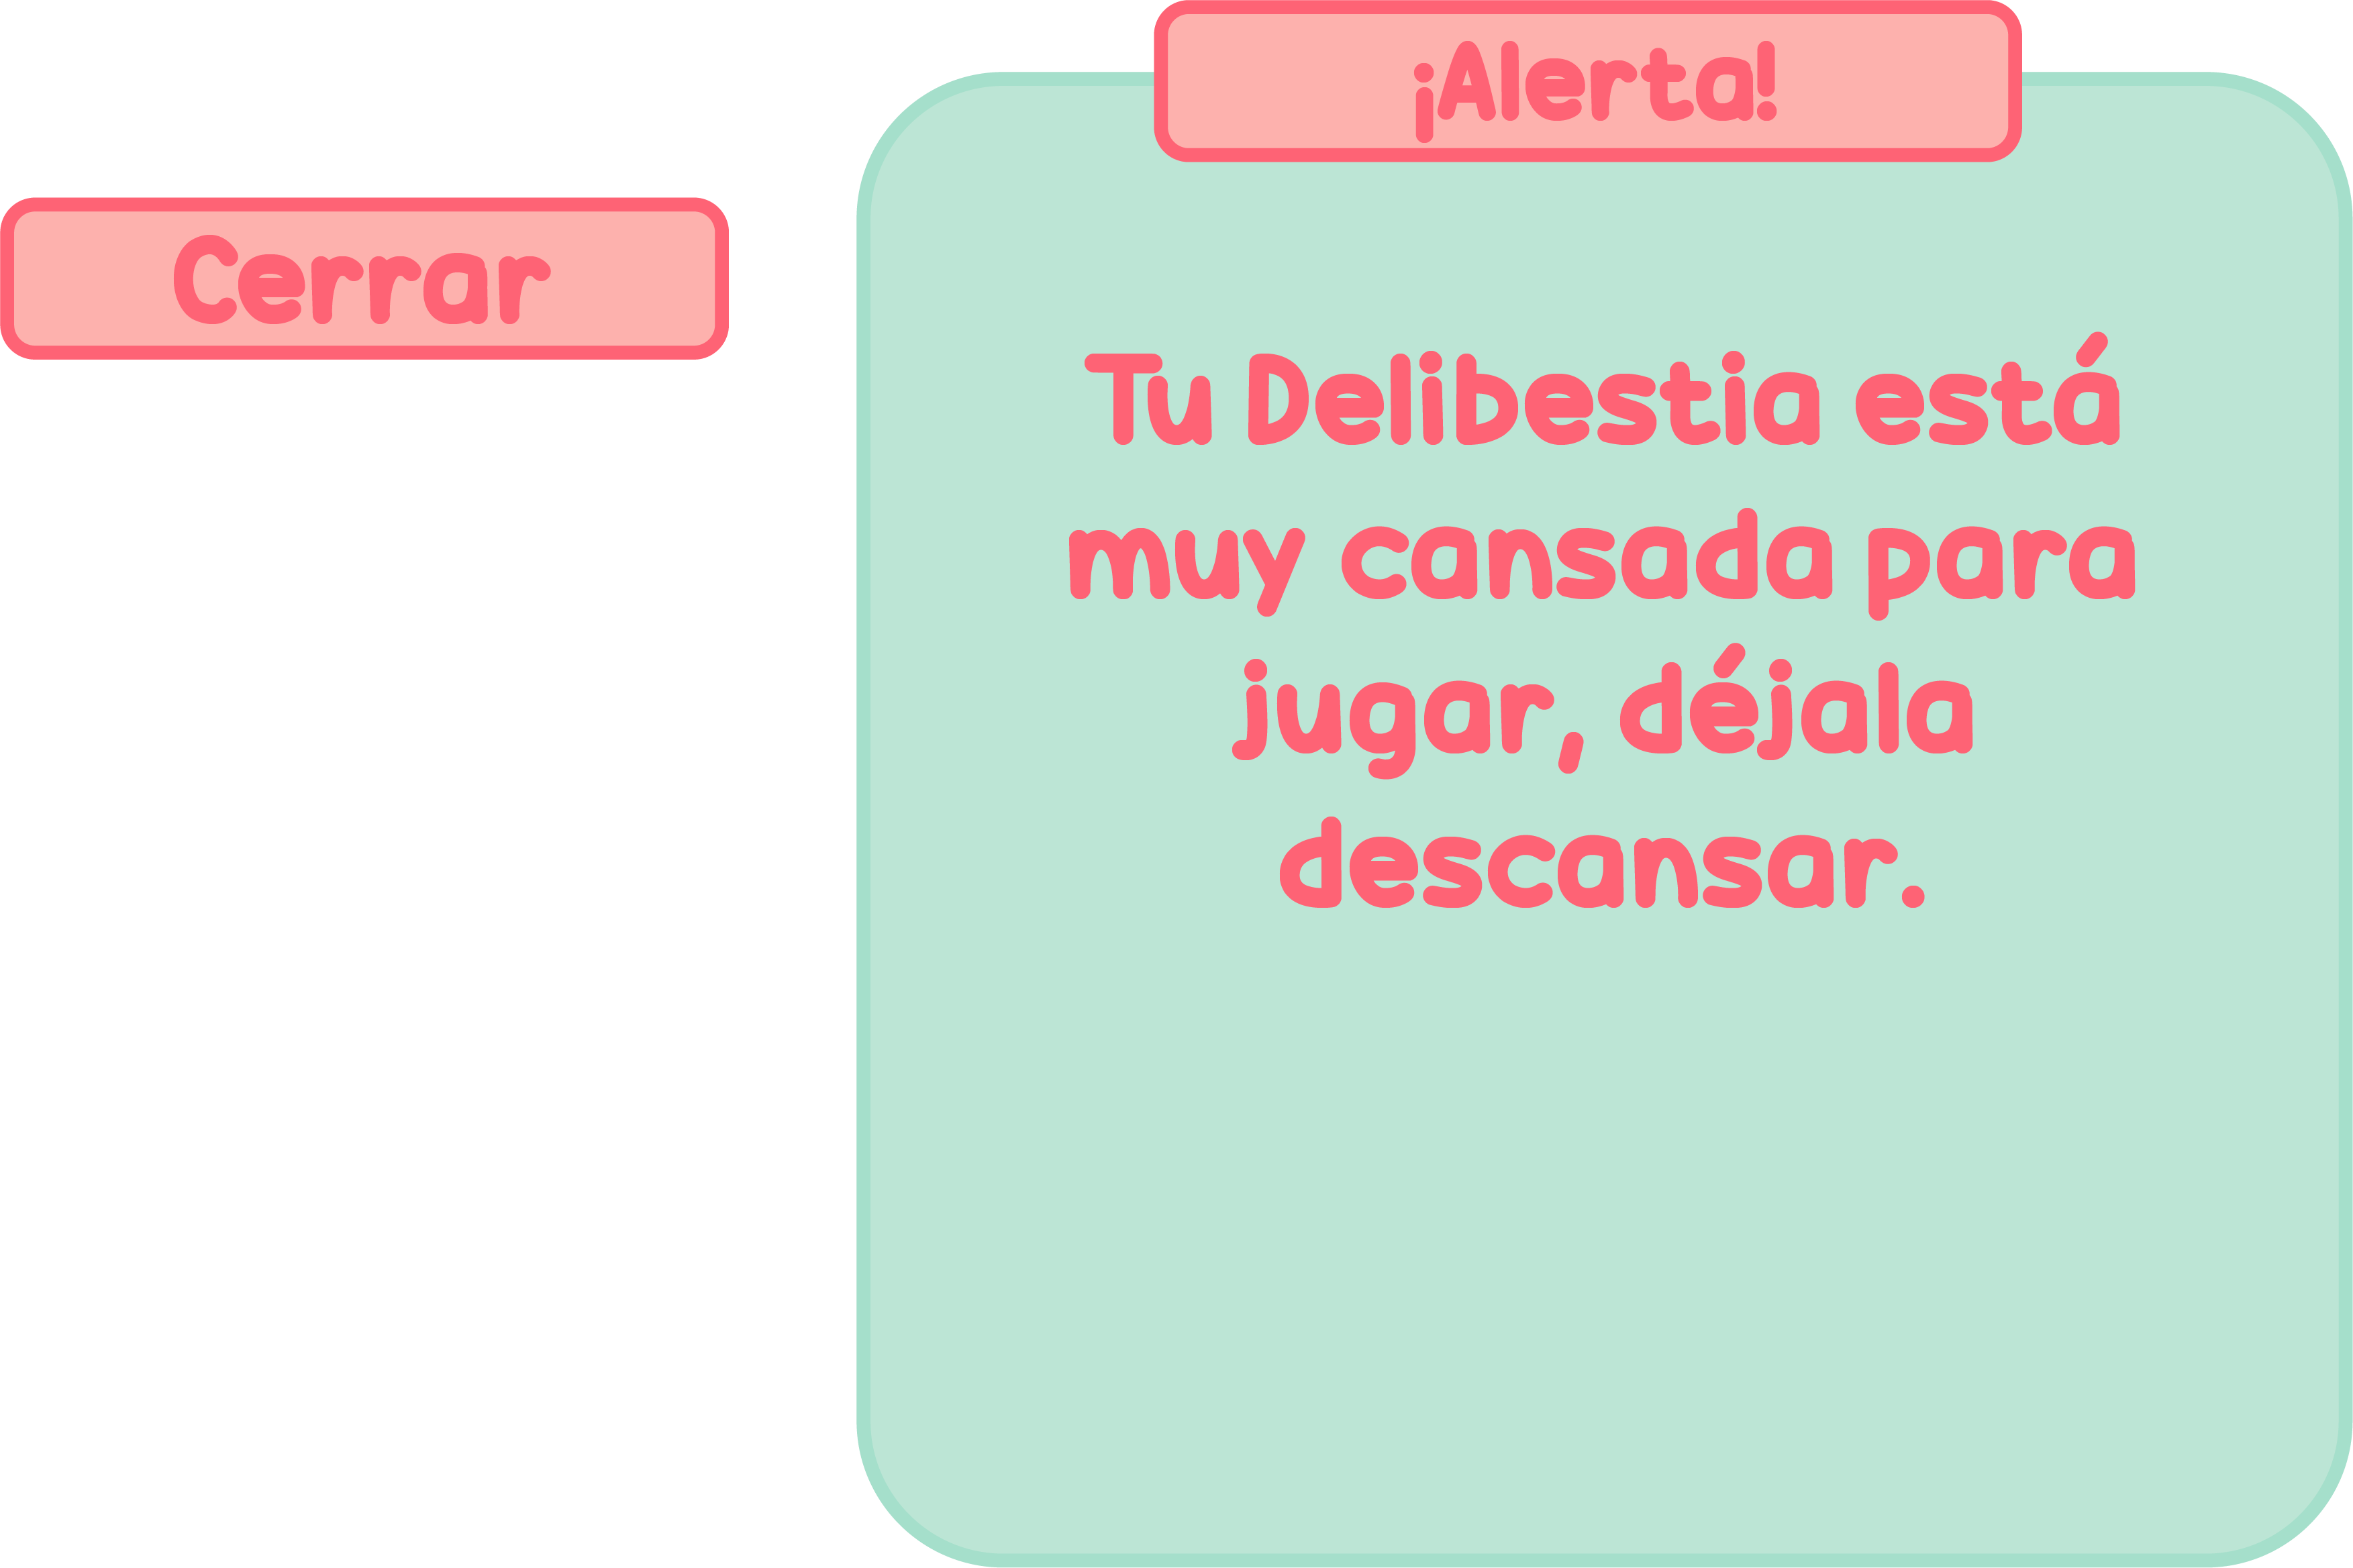 ¡Alerta!
Cerrar
Tu Delibestia está
muy cansada para
jugar, déjala
descansar.